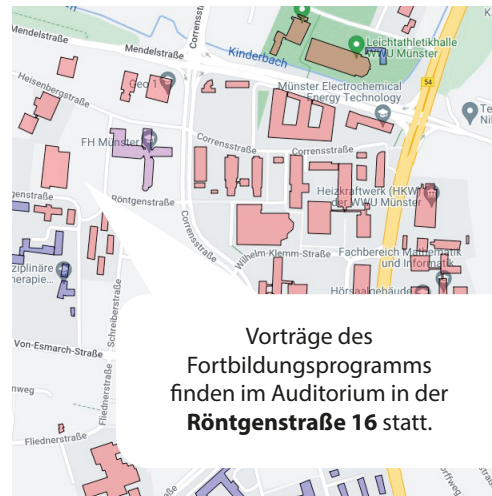 Mendelstraße
Mendelstraße
Corrensstraße
Kinderbach
Leichtathletikhalle
WWU Münster
Heisenbergstraße
Geo 1
Münster Electrochemical
Energy Technology
54
FH Münster
Corrensstraße
Corrensstraße
Röntgenstraße
Heizkraftwerk (HKW)
der WWU Münster
Corrensstraße
Wilhelm-Klemm-Straße
Fachbereich Mathematik
und Informatik
Hörsaalgebäude
Schreiberstraße
Von-Esmarch-Straße
Fliednerstraße
Fliednerstraße
Vorträge des
Fortbildungsprogramms
finden im Auditorium in der
Röntgenstraße 16 statt.